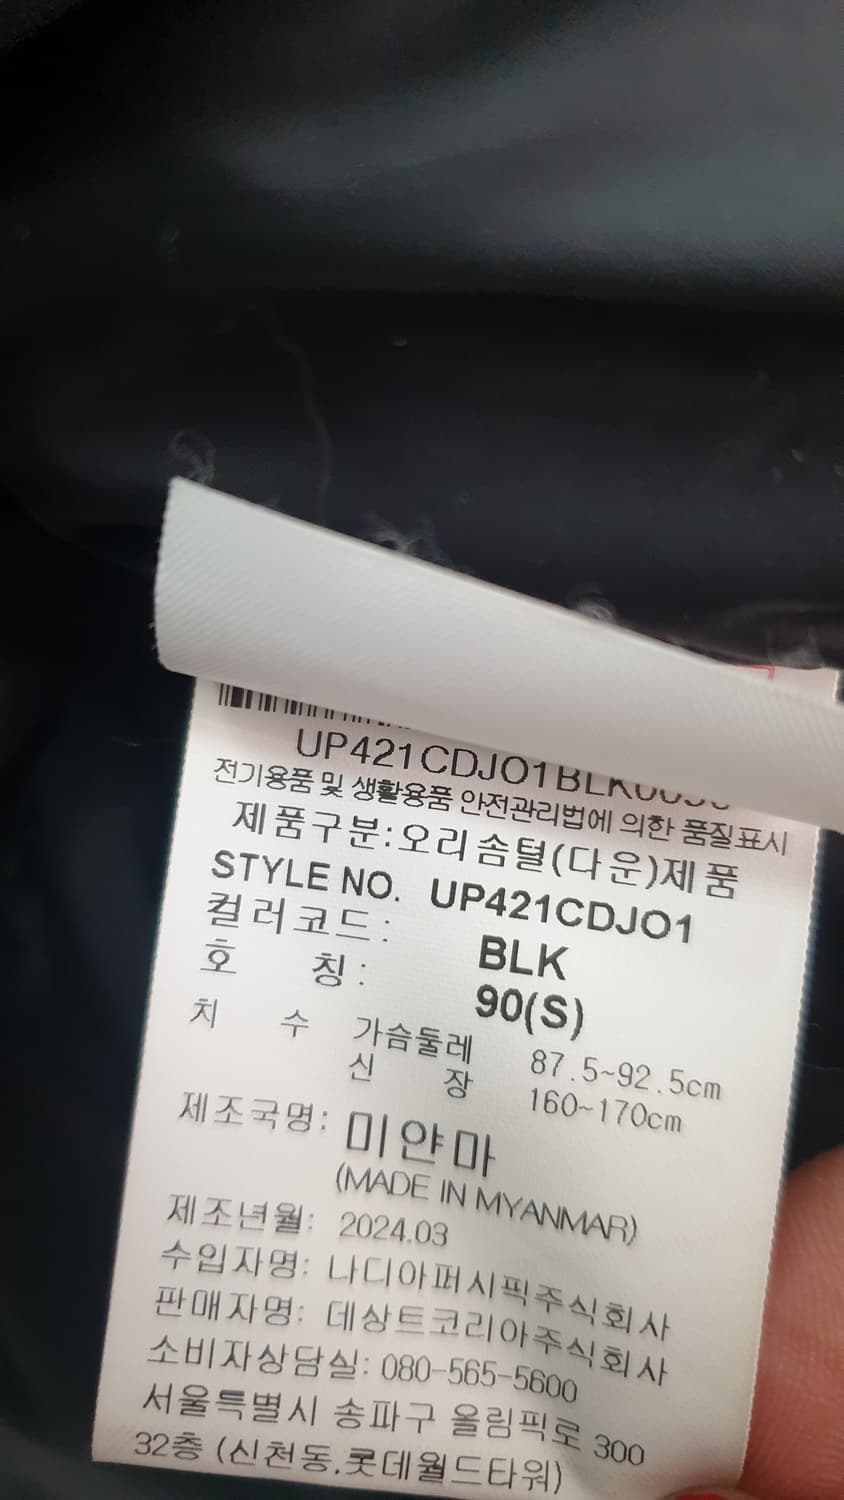 UP421CDJO1BLK
전기용품 및 생활용품 안전관리법에 의한 품질표시
제품구분:오리솜털(다운)제품
STYLE NO. UP421CDJO1
컬러코드: BLK
호 칭: 90(S)
치 수 가슴둘레 87.5~92.5cm
신 장 160~170cm
제조국명: 미얀마
(MADE IN MYANMAR)
제조년월: 2024.03
수입자명: 나디아퍼시픽주식회사
판매자명: 데상트코리아주식회사
소비자상담실: 080-565-5600
서울특별시 송파구 올림픽로 300
32층 (신천동,롯데월드타워)